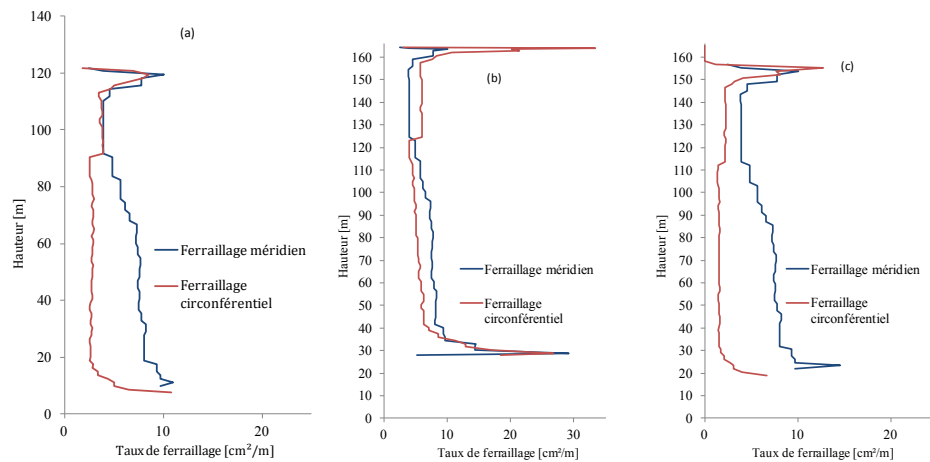 (a)
Hauteur [m]
140
120
100
80
60
40
20
0
Ferraillage méridien
Ferraillage
circonférentiel
0
10
20
Taux de ferraillage [cm²/m]
(b)
Hauteur [m]
160
150
140
130
120
110
100
90
80
70
60
50
40
30
20
10
0
Ferraillage méridien
Ferraillage
circonférentiel
0
10
20
30
Taux de ferraillage [cm²/m]
(c)
Hauteur [m]
160
150
140
130
120
110
100
90
80
70
60
50
40
30
20
10
0
Ferraillage méridien
Ferraillage
circonférentiel
0
10
20
Taux de ferraillage [cm²/m]